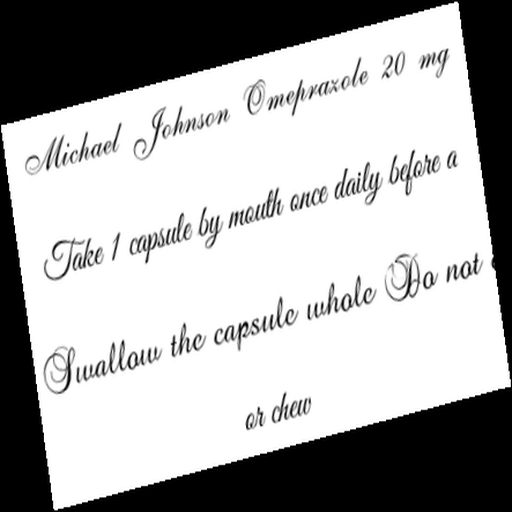 Michael Johnson Omeprazole 20 mg
Take 1 capsule by mouth once daily before a
Swallow the capsule whole Do not
or chew